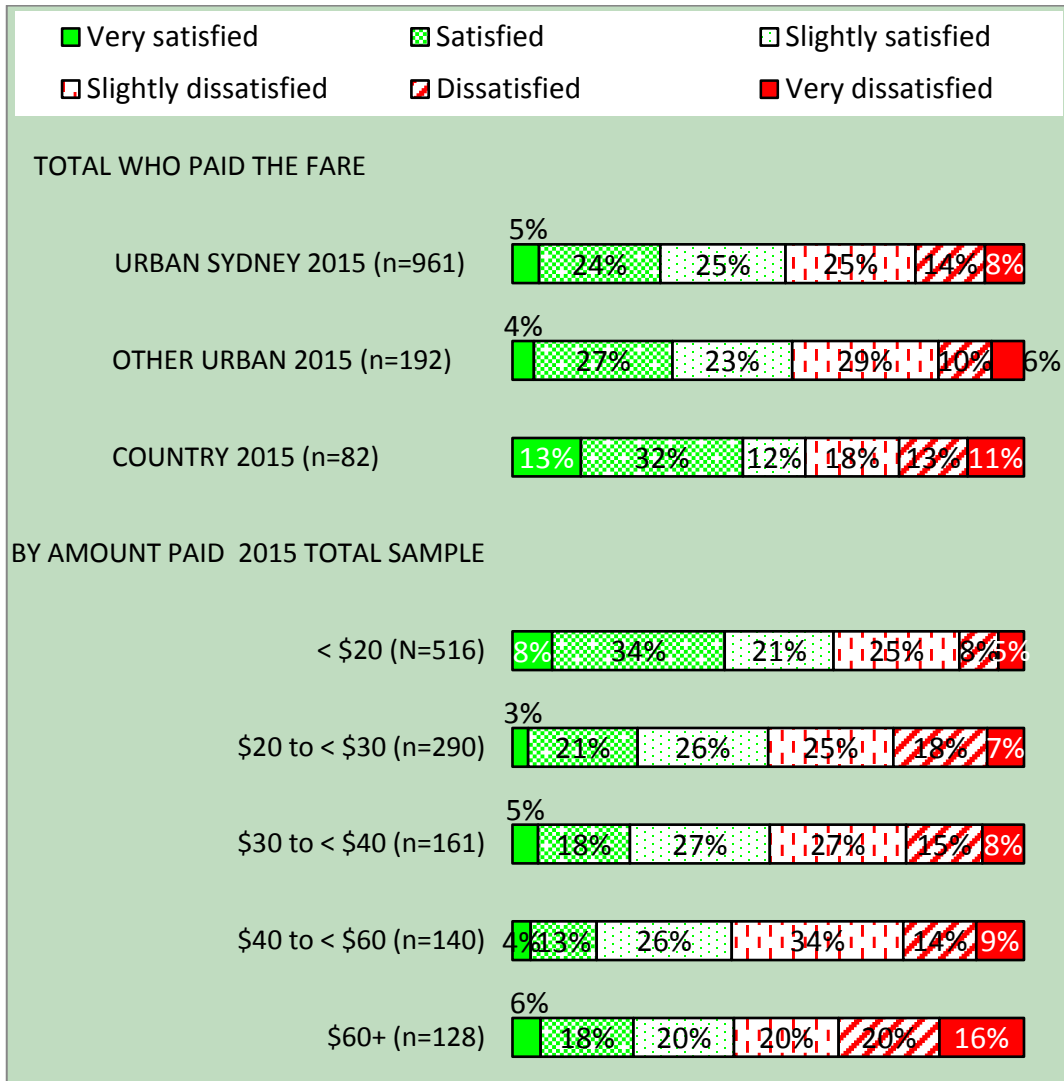 Very satisfied Satisfied Slightly satisfied
Slightly dissatisfied Dissatisfied Very dissatisfied
TOTAL WHO PAID THE FARE
5%
URBAN SYDNEY 2015 (n=961) 24% 25% 25% 14% 8%
4%
OTHER URBAN 2015 (n=192) 27% 23% 29% 10% 6%
COUNTRY 2015 (n=82) 13% 32% 12% 18% 13% 11%
BY AMOUNT PAID 2015 TOTAL SAMPLE
< $20 (N=516) 8% 34% 21% 25% 8% 5%
3%
$20 to < $30 (n=290) 21% 26% 25% 18% 7%
5%
$30 to < $40 (n=161) 18% 27% 27% 15% 8%
$40 to < $60 (n=140) 4% 13% 26% 34% 14% 9%
6%
$60+ (n=128) 18% 20% 20% 20% 16%